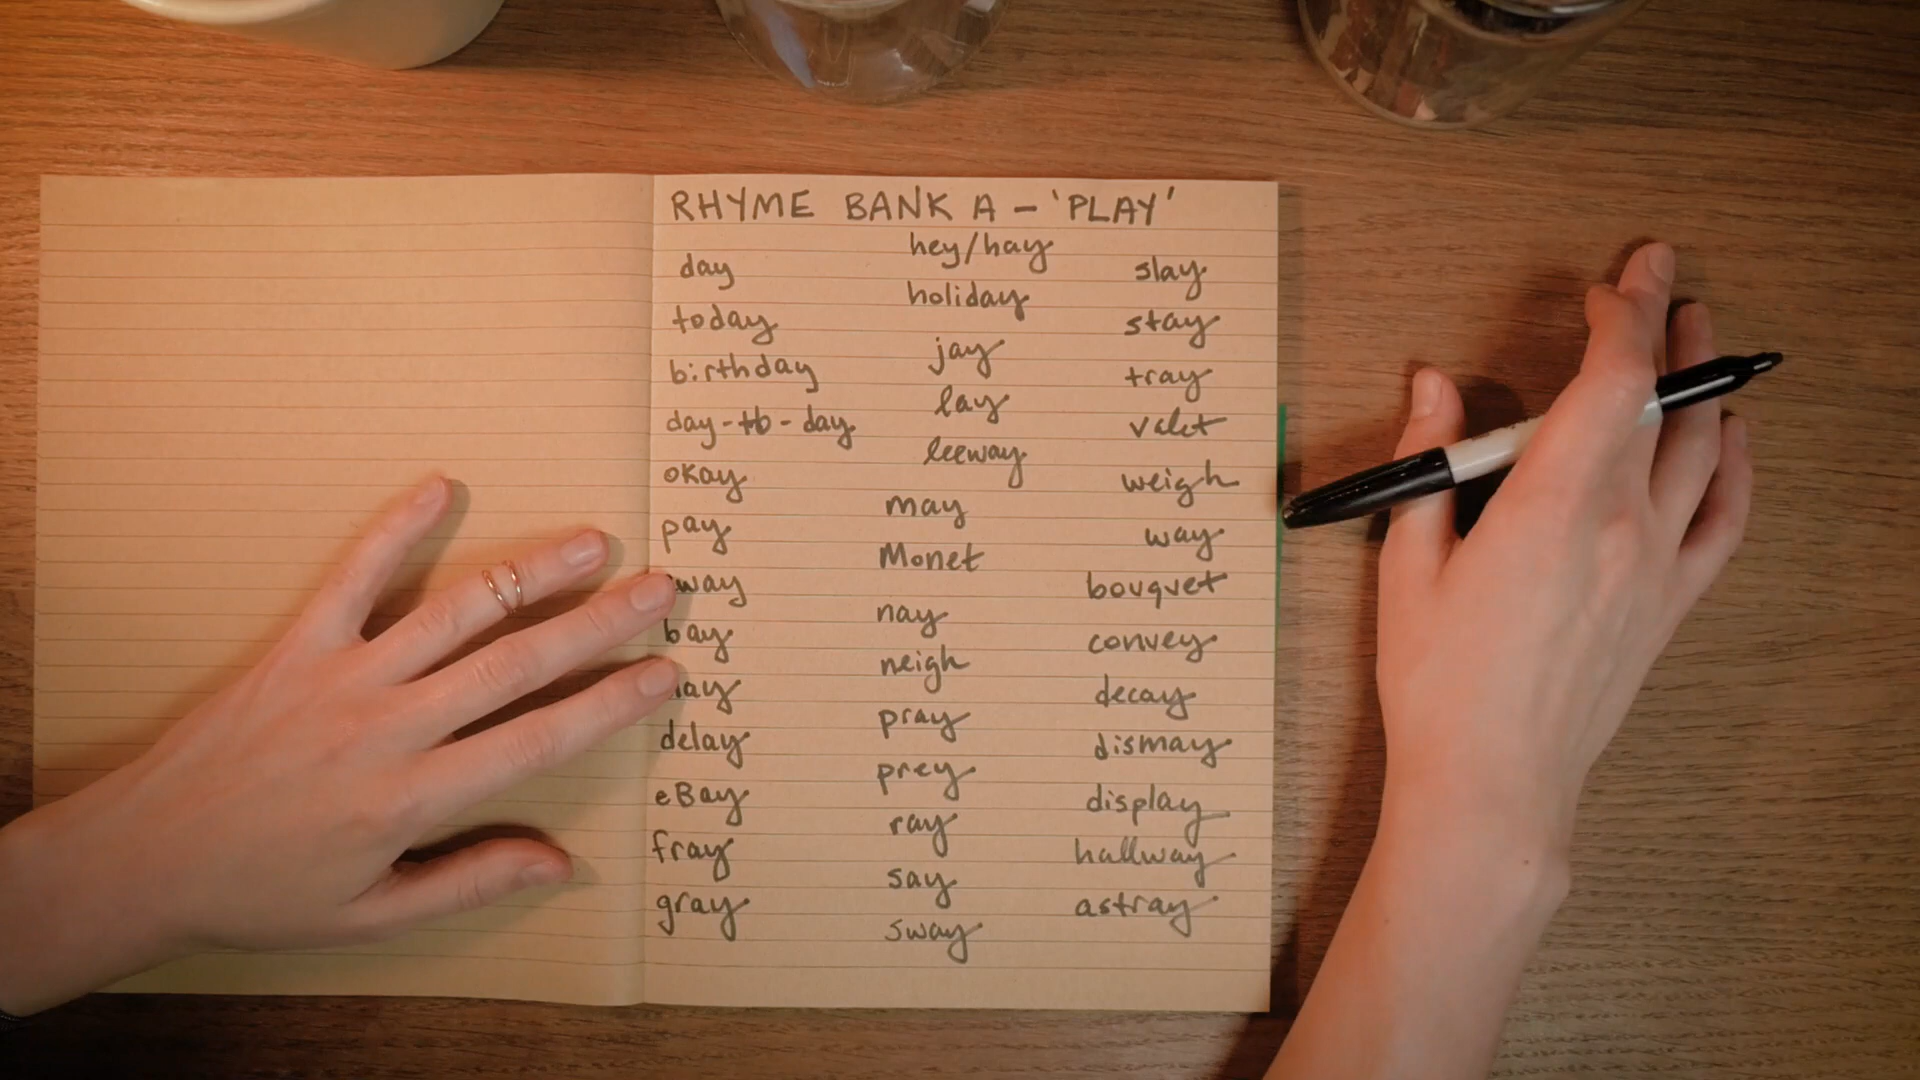 RHYME BANK A - 'PLAY'
day
today
birthday
day-to-day
okay
pay
bay
delay
eBay
fray
gray
hey/hay
holiday
jay
lay
leeway
may
Monet
nay
neigh
pray
prey
ray
say
sway
slay
stay
tray
valet
weigh
way
bouquet
convey
decay
dismay
display
hallway
astray